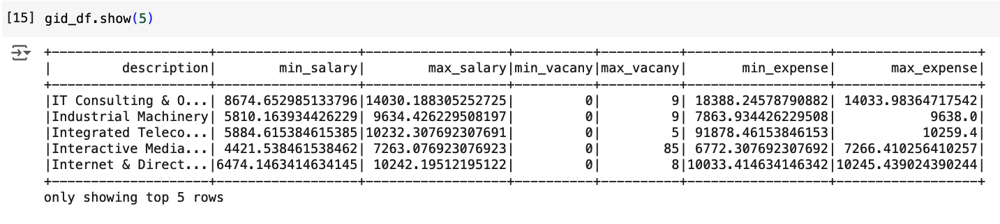 [15] gid_df.show(5)
+--------------------+------------------+------------------+----------+----------+------------------+------------------+
|         description|        min_salary|        max_salary|min_vacany|max_vacany|       min_expense|       max_expense|
+--------------------+------------------+------------------+----------+----------+------------------+------------------+
|IT Consulting & O...| 8674.652985133796|14030.188305252725|         0|         9| 18388.24578790882| 14033.98364717542|
|Industrial Machinery| 5810.163934426229| 9634.426229508197|         0|         9| 7863.934426229508|            9638.0|
|Integrated Teleco...| 5884.615384615385|10232.307692307691|         0|         5| 91878.46153846153|           10259.4|
|Interactive Media...| 4421.538461538462| 7263.076923076923|         0|        85| 6772.307692307692| 7266.410256410257|
|Internet & Direct...|6474.1463414634145| 10242.19512195122|         0|         8|10033.414634146342|10245.439024390244|
+--------------------+------------------+------------------+----------+----------+------------------+------------------+
only showing top 5 rows